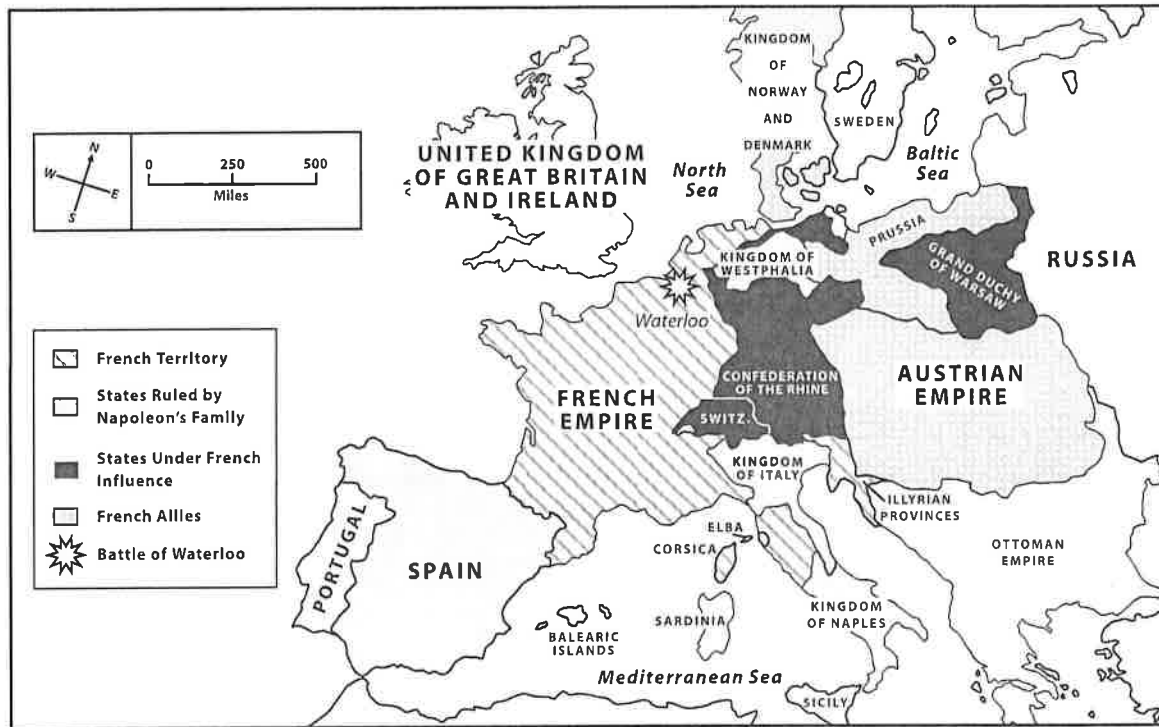 N
W
E
S
0 250 500
Miles
French Territory
States Ruled by
Napoleon's Family
States Under French
Influence
French Allies
Battle of Waterloo
UNITED KINGDOM
OF GREAT BRITAIN
AND IRELAND
North
Sea
KINGDOM
OF
NORWAY
AND
DENMARK
SWEDEN
Baltic
Sea
PRUSSIA
KINGDOM OF
WESTPHALIA
GRAND DUCHY
OF WARSAW
RUSSIA
Waterloo
FRENCH
EMPIRE
CONFEDERATION
OF THE RHINE
SWITZ.
AUSTRIAN
EMPIRE
KINGDOM
OF ITALY
ILLYRIAN
PROVINCES
OTTOMAN
EMPIRE
ELBA
CORSICA
PORTUGAL
SPAIN
BALEARIC
ISLANDS
SARDINIA
KINGDOM
OF NAPLES
Mediterranean Sea
SICILY